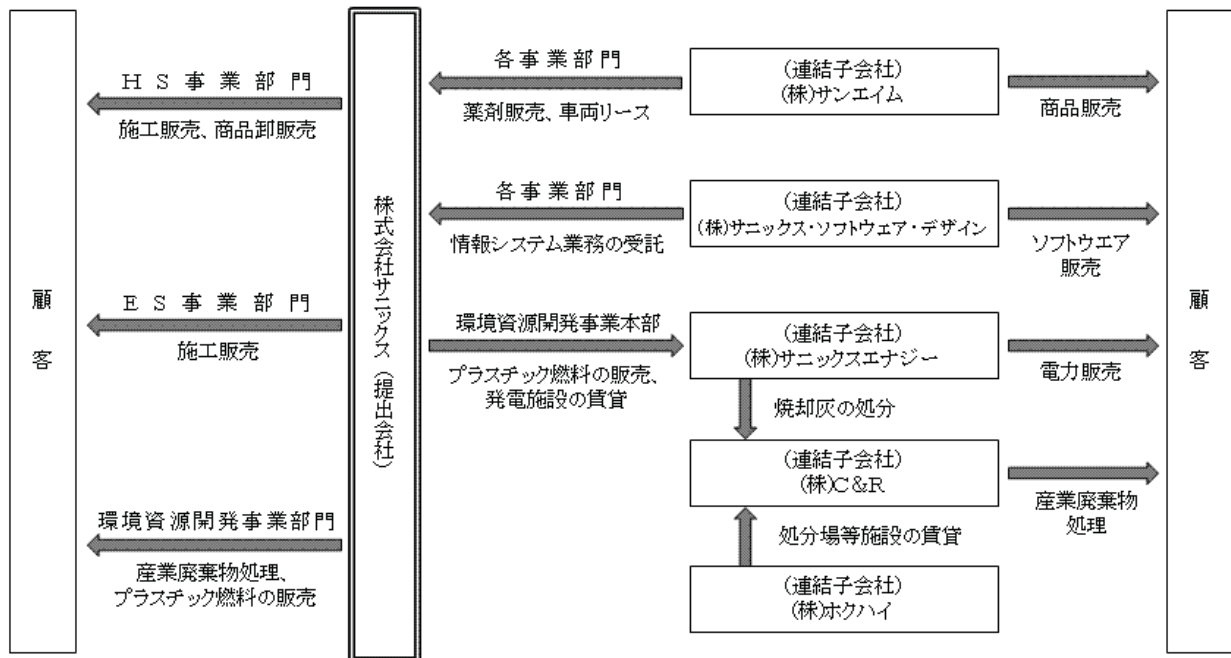 顧客
ＨＳ事業部門
施工販売、商品卸販売
ＥＳ事業部門
施工販売
環境資源開発事業部門
産業廃棄物処理、
プラスチック燃料の販売
株式会社サニックス（提出会社）
各事業部門
薬剤販売、車両リース
各事業部門
情報システム業務の受託
環境資源開発事業本部
プラスチック燃料の販売、
発電施設の賃貸
(連結子会社)
(株)サンエイム
(連結子会社)
(株)サニックス・ソフトウェア・デザイン
(連結子会社)
(株)サニックスエナジー
焼却灰の処分
(連結子会社)
(株)C&R
処分場等施設の賃貸
(連結子会社)
(株)ホクハイ
商品販売
ソフトウエア
販売
電力販売
産業廃棄物
処理
顧客